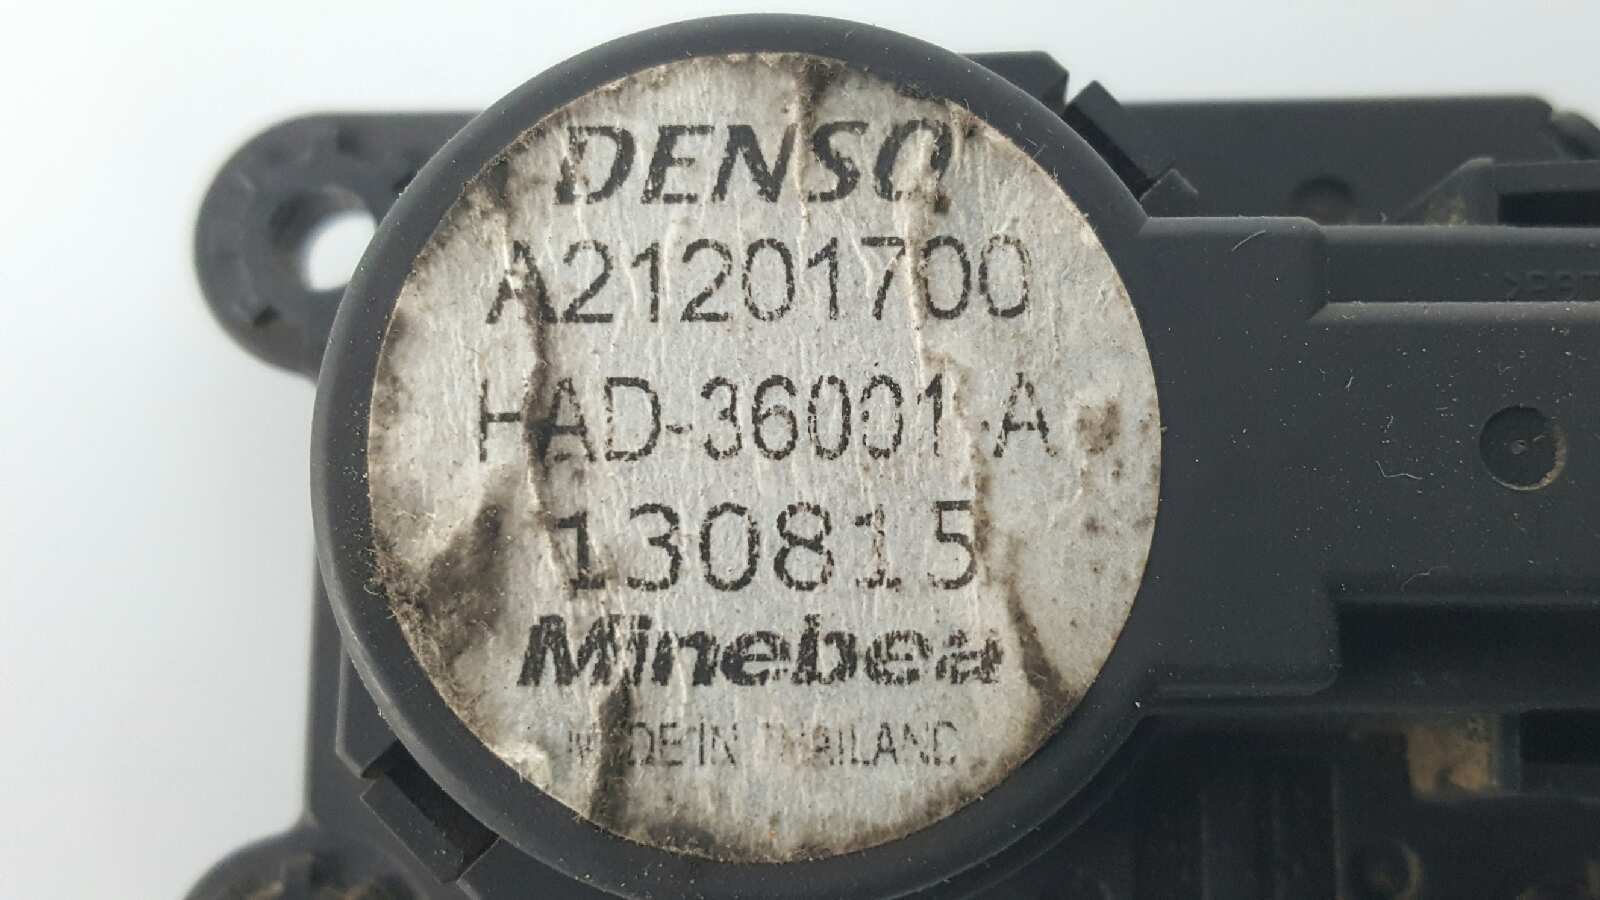 DENSO
A21201700
HAD-36001-A
130815
Minebea
MADE IN THAILAND